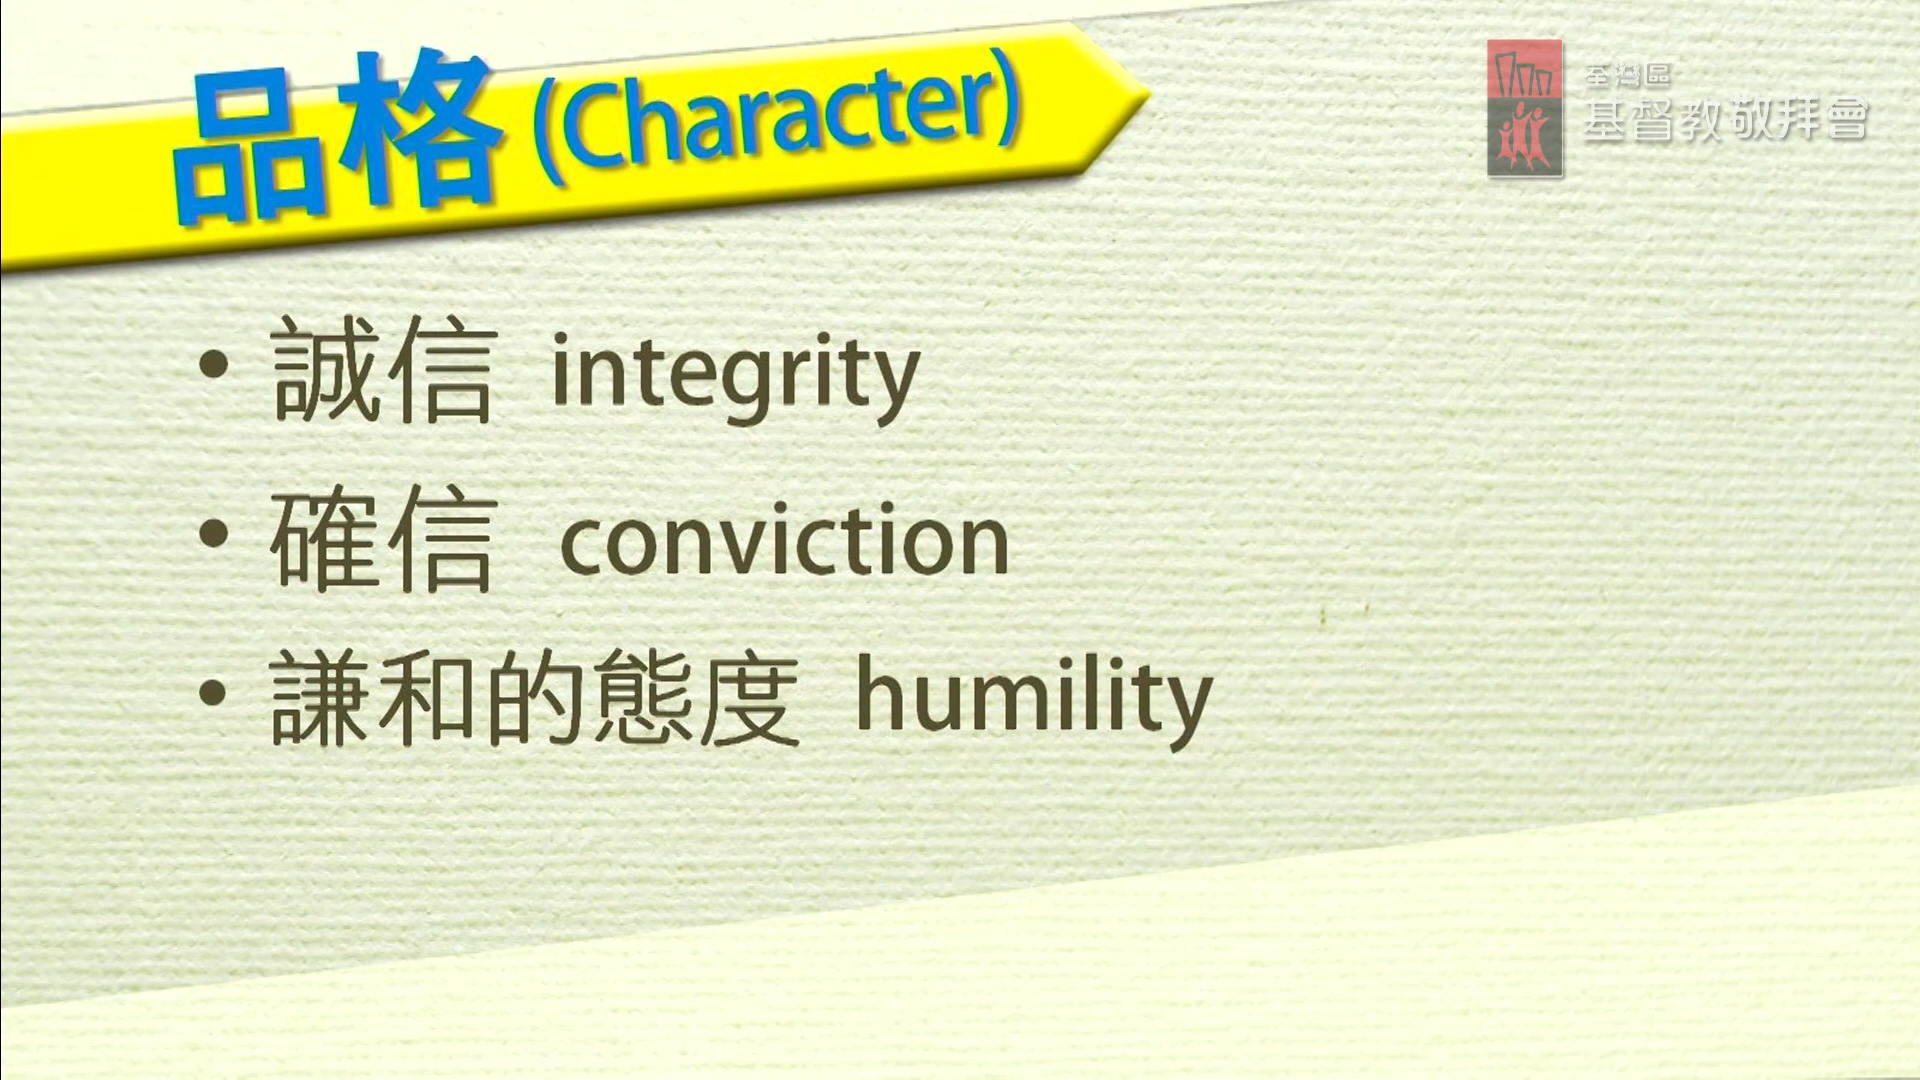 品格 (Character)
荃灣區
基督教敬拜會
• 誠信 integrity
• 確信 conviction
• 謙和的態度 humility